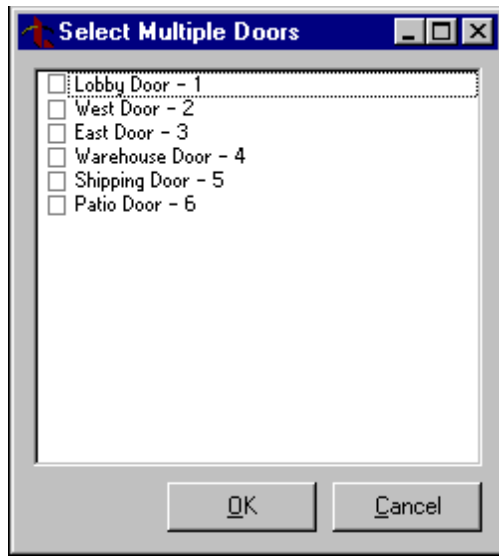 Select Multiple Doors
Lobby Door - 1
West Door - 2
East Door - 3
Warehouse Door - 4
Shipping Door - 5
Patio Door - 6
OK
Cancel